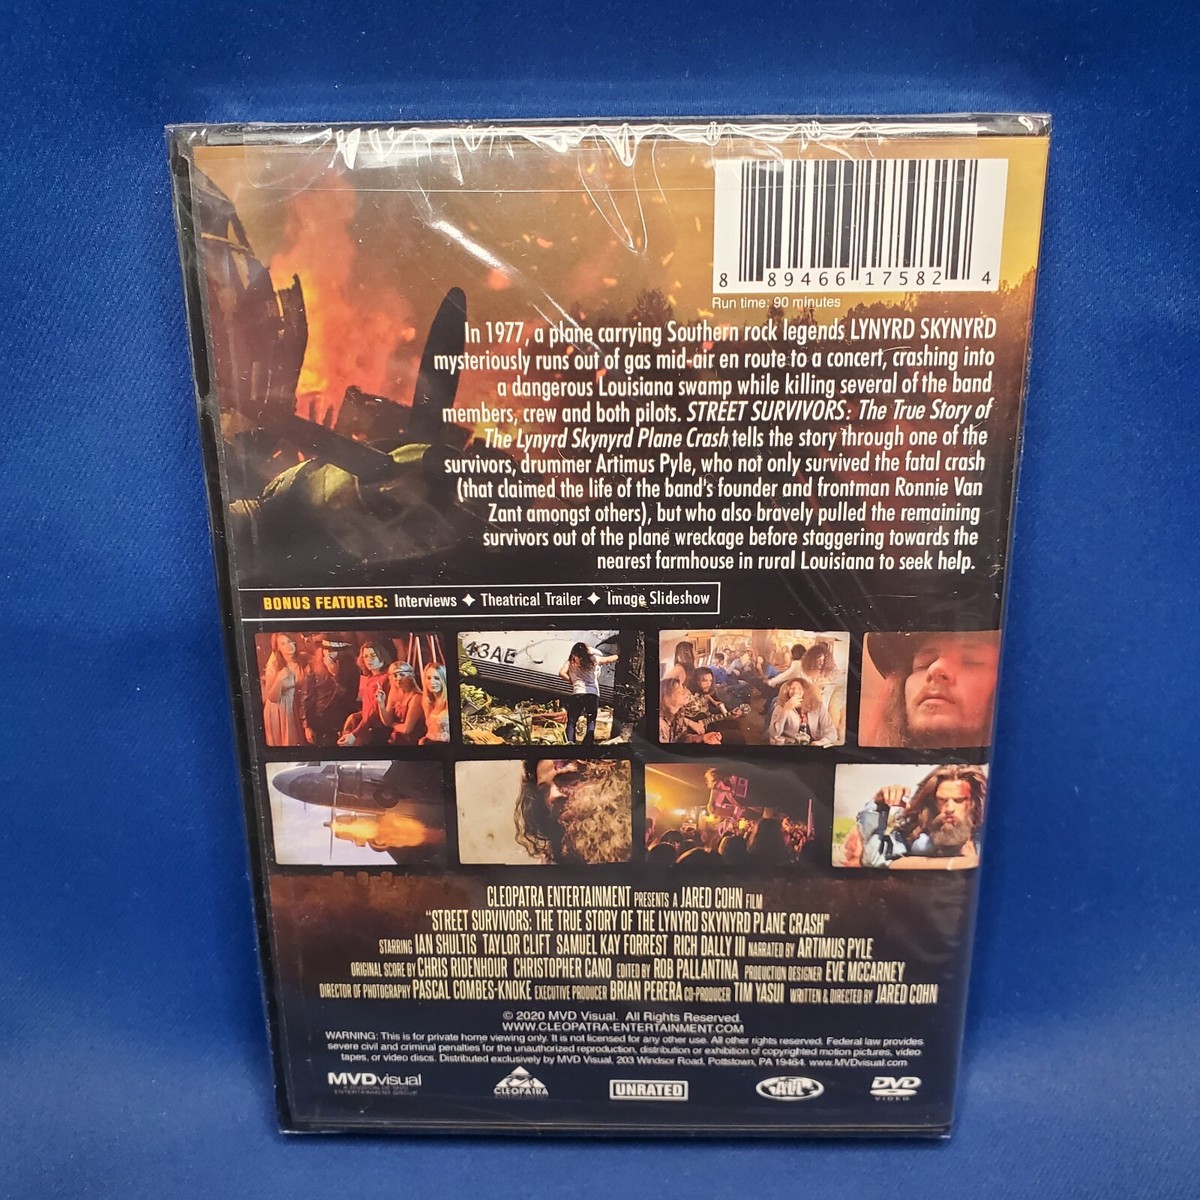 8 89466 17582 4
Run time: 90 minutes
In 1977, a plane carrying Southern rock legends LYNYRD SKYNYRD
mysteriously runs out of gas mid-air en route to a concert, crashing into
a dangerous Louisiana swamp while killing several of the band
members, crew and both pilots. STREET SURVIVORS: The True Story of
The Lynyrd Skynyrd Plane Crash tells the story through one of the
survivors, drummer Artimus Pyle, who not only survived the fatal crash
(that claimed the life of the band's founder and frontman Ronnie Van
Zant amongst others), but who also bravely pulled the remaining
survivors out of the plane wreckage before staggering towards the
nearest farmhouse in rural Louisiana to seek help.
BONUS FEATURES: Interviews ✦ Theatrical Trailer ✦ Image Slideshow
43AE
CLEOPATRA ENTERTAINMENT PRESENTS A JARED COHN FILM
"STREET SURVIVORS: THE TRUE STORY OF THE LYNYRD SKYNYRD PLANE CRASH"
STARRING IAN SHULTIS TAYLOR CLIFT SAMUEL KAY FORREST RICH DALLY III NARRATED BY ARTIMUS PYLE
ORIGINAL SCORE BY CHRIS RIDENHOUR CHRISTOPHER CANO EDITED BY ROB PALLANTINA PRODUCTION DESIGNER EVE MCCARNEY
DIRECTOR OF PHOTOGRAPHY PASCAL COMBES-KNOKE EXECUTIVE PRODUCER BRIAN PERERA CO-PRODUCER TIM YASUI WRITTEN & DIRECTED BY JARED COHN
© 2020 MVD Visual. All Rights Reserved.
WWW.CLEOPATRA-ENTERTAINMENT.COM
WARNING: This is for private home viewing only. It is not licensed for any other use. All other rights reserved. Federal law provides
severe civil and criminal penalties for the unauthorized reproduction, distribution or exhibition of copyrighted motion pictures, video
tapes, or video discs. Distributed exclusively by MVD Visual, 203 Windsor Road, Pottstown, PA 19464. www.MVDvisual.com
MVDvisual
A DIVISION OF MVD
ENTERTAINMENT GROUP
CLEOPATRA
UNRATED
ALL
DVD
VIDEO